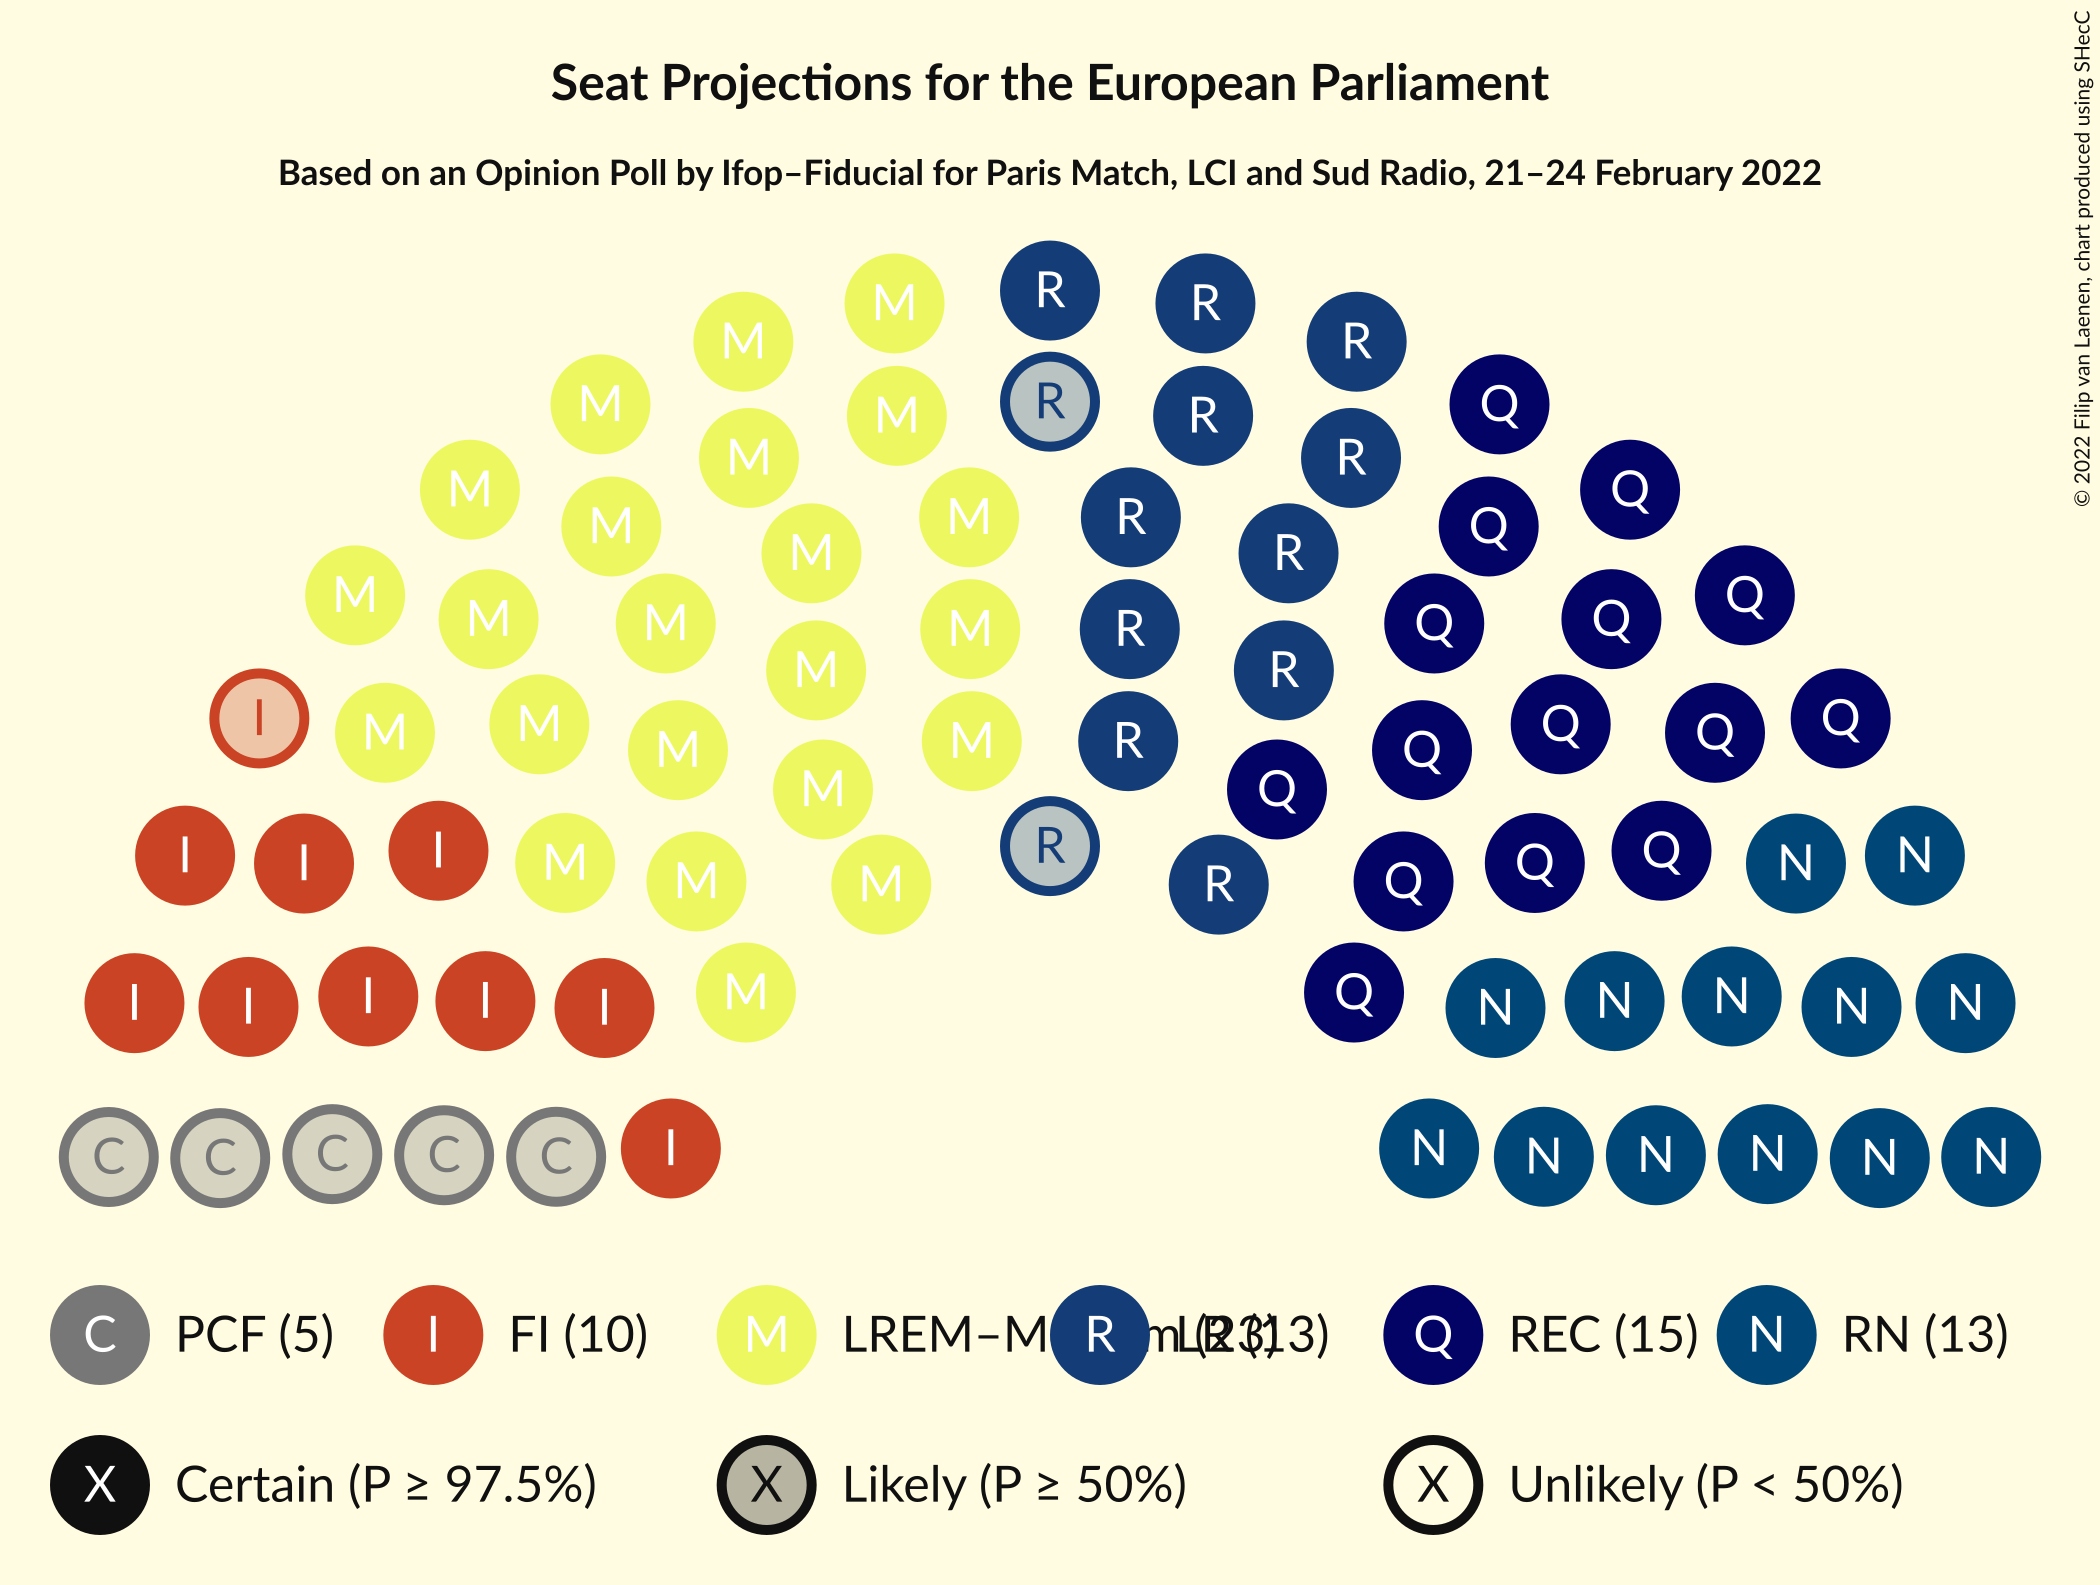 Seat Projections for the European Parliament
Based on an Opinion Poll by Ifop–Fiducial for Paris Match, LCI and Sud Radio, 21–24 February 2022
© 2022 Filip van Laenen, chart produced using SHecC
R
M R
M R
R
M Q
M R
M R
M Q
M R
M Q
M Q
M R
M Q
M Q
M Q
M R
M R
M Q
I Q
M Q
M Q
M R
M Q
M Q
R
I N
I Q
I N
M Q
M Q
M R
M Q
I N
I N
I N
I N
I N
I N
C N
C N
C N
C N
C N
C PCF (5) I FI (10) M LREM–M R LR (13) Q REC (15) N RN (13)
X Certain (P ≥ 97.5%) X Likely (P ≥ 50%) X Unlikely (P < 50%)